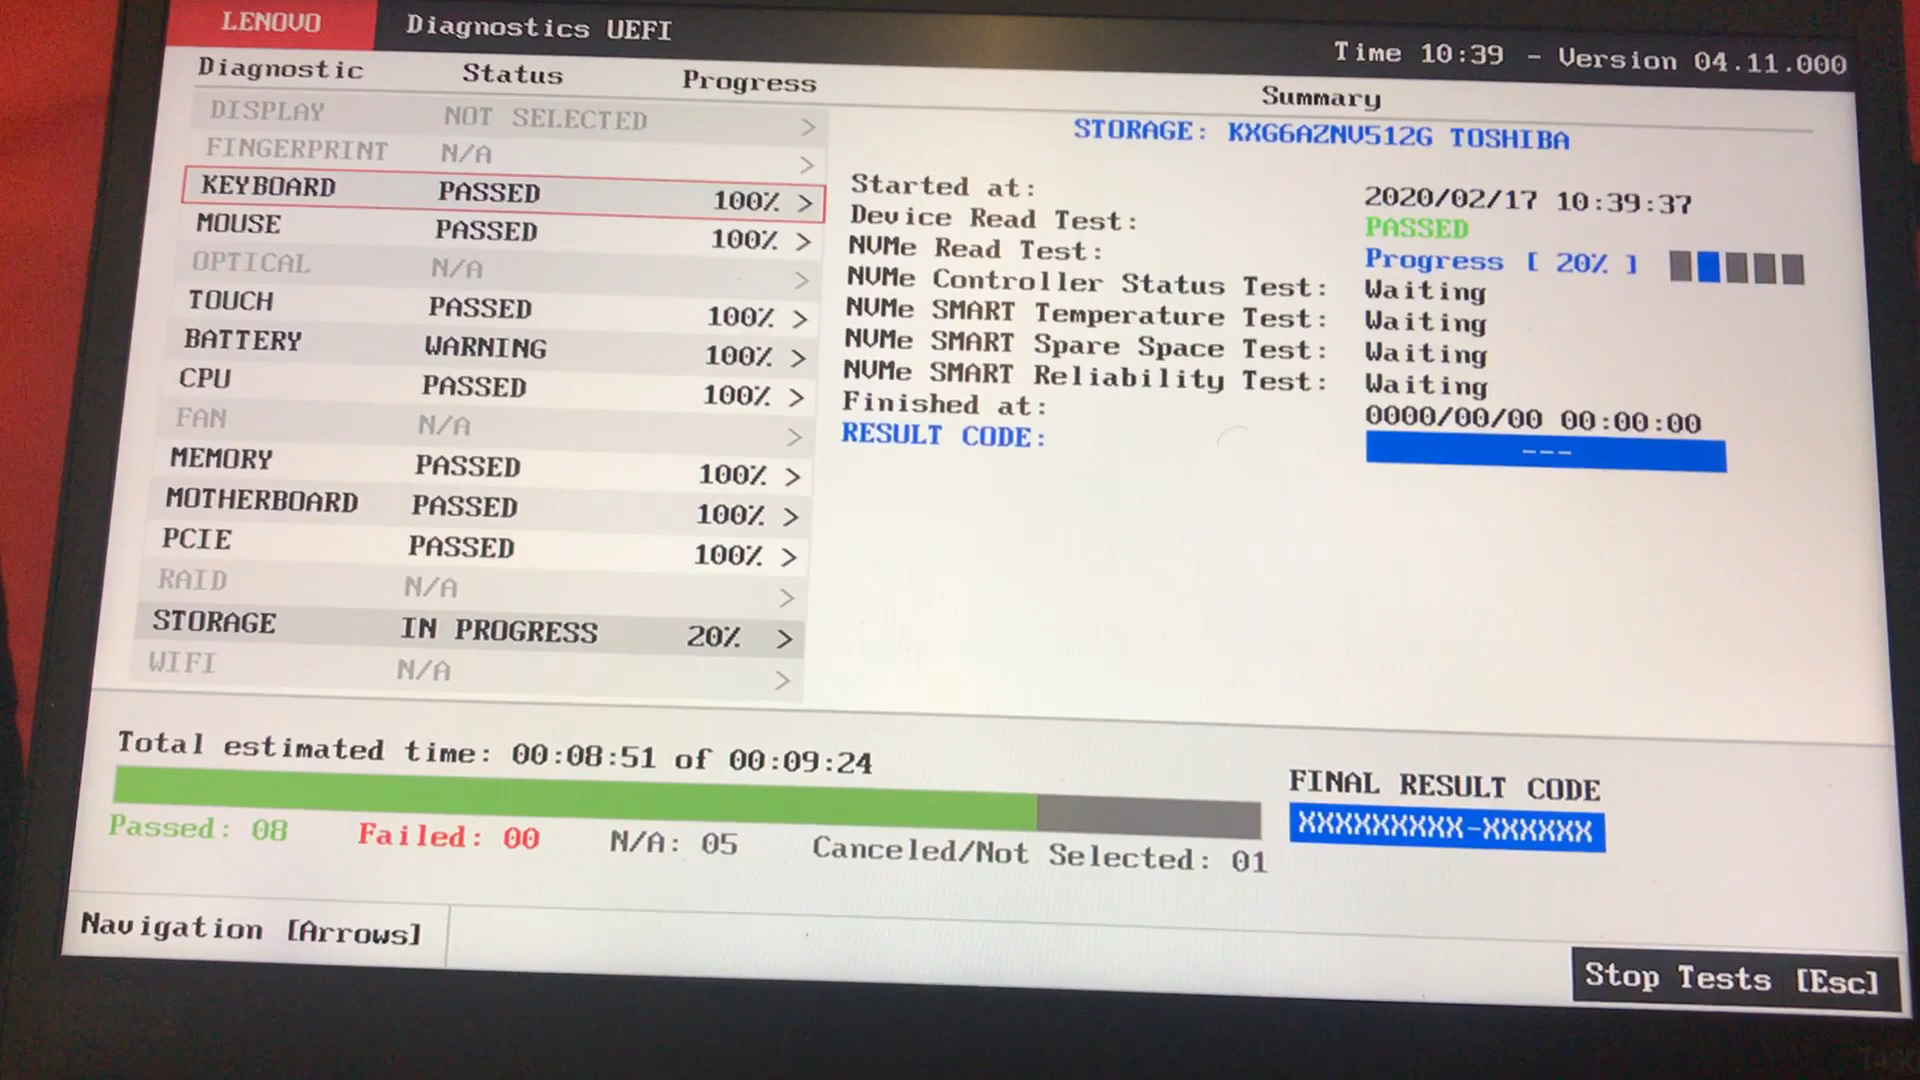 LENOVO Diagnostics UEFI
Time 10:39 - Version 04.11.000
Diagnostic Status Progress
Summary
DISPLAY NOT SELECTED >
STORAGE: KXG6AZNV512G TOSHIBA
FINGERPRINT N/A >
KEYBOARD PASSED 100% >
MOUSE PASSED 100% >
OPTICAL N/A >
TOUCH PASSED 100% >
BATTERY WARNING 100% >
CPU PASSED 100% >
FAN N/A >
MEMORY PASSED 100% >
MOTHERBOARD PASSED 100% >
PCIE PASSED 100% >
RAID N/A >
STORAGE IN PROGRESS 20% >
WIFI N/A >
Started at: 2020/02/17 10:39:37
Device Read Test: PASSED
NVMe Read Test: Progress [ 20% ]
NVMe Controller Status Test: Waiting
NVMe SMART Temperature Test: Waiting
NVMe SMART Spare Space Test: Waiting
NVMe SMART Reliability Test: Waiting
Finished at: 0000/00/00 00:00:00
RESULT CODE: ---
Total estimated time: 00:08:51 of 00:09:24
Passed: 08 Failed: 00 N/A: 05 Canceled/Not Selected: 01
FINAL RESULT CODE
XXXXXXXXX-XXXXXX
Navigation [Arrows]
Stop Tests [Esc]